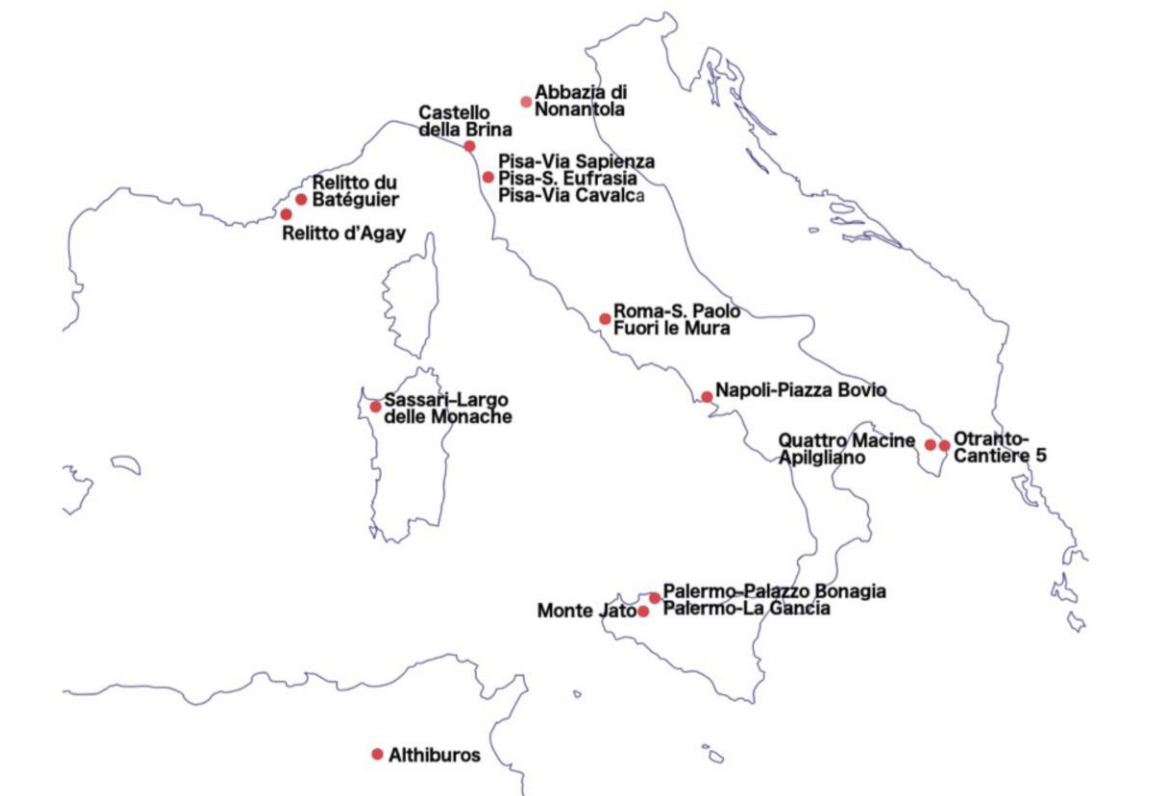 Abbazia di
Nonantola
Castello
della Brina
Pisa-Via Sapienza
Pisa-S. Eufrasia
Pisa-Via Cavalca
Relitto du
Batéguier
Relitto d'Agay
Roma-S. Paolo
Fuori le Mura
Napoli-Piazza Bovio
Sassari-Largo
delle Monache
Quattro Macine
Apilgliano
Otranto-
Cantiere 5
Palermo-Palazzo Bonagia
Palermo-La Gancia
Monte Jato
Althiburos